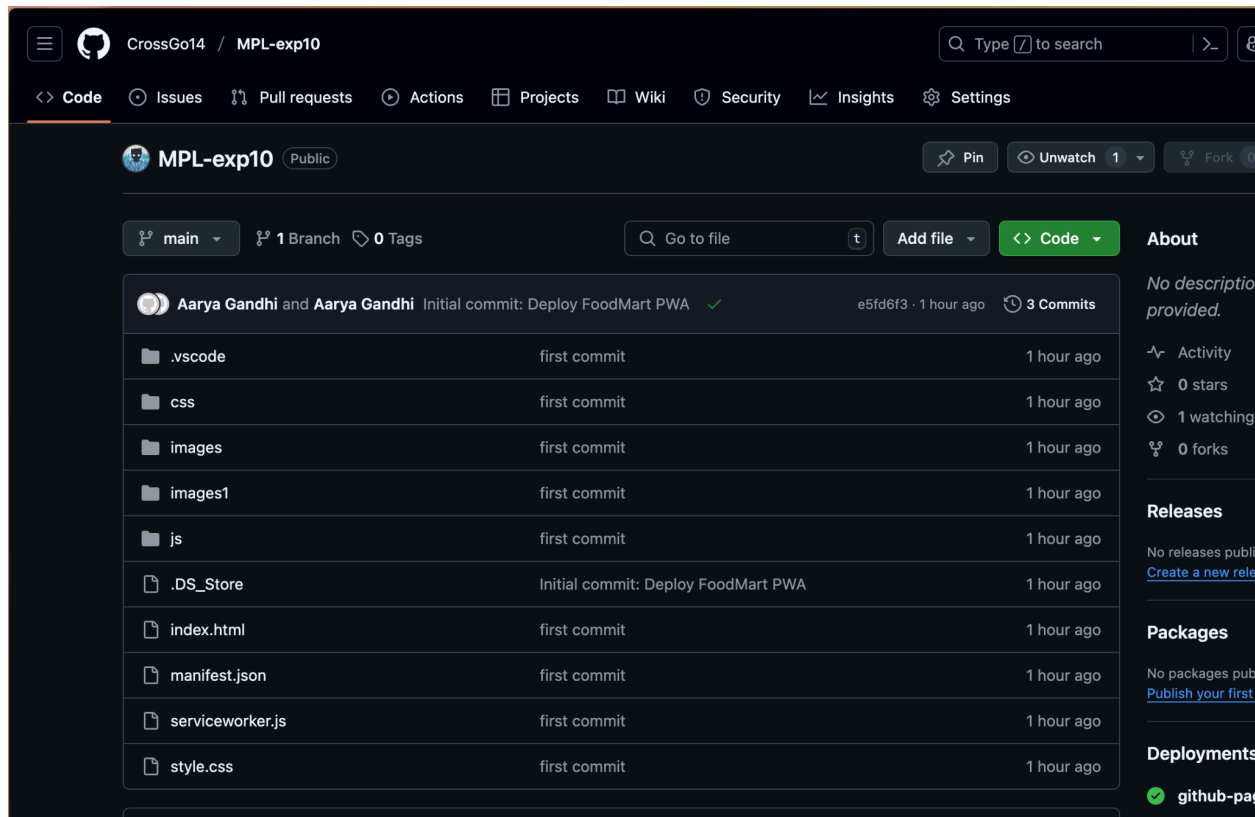 CrossGo14 / MPL-exp10
Type / to search
Code Issues Pull requests Actions Projects Wiki Security Insights Settings
MPL-exp10 Public
Pin Unwatch 1 Fork 0
main 1 Branch 0 Tags
Go to file t Add file Code
Aarya Gandhi and Aarya Gandhi Initial commit: Deploy FoodMart PWA e5fd6f3 · 1 hour ago 3 Commits
.vscode first commit 1 hour ago
css first commit 1 hour ago
images first commit 1 hour ago
images1 first commit 1 hour ago
js first commit 1 hour ago
.DS_Store Initial commit: Deploy FoodMart PWA 1 hour ago
index.html first commit 1 hour ago
manifest.json first commit 1 hour ago
serviceworker.js first commit 1 hour ago
style.css first commit 1 hour ago
About
No descriptio
provided.
Activity
0 stars
1 watching
0 forks
Releases
No releases publi
Create a new rele
Packages
No packages pub
Publish your first
Deployments
github-pag